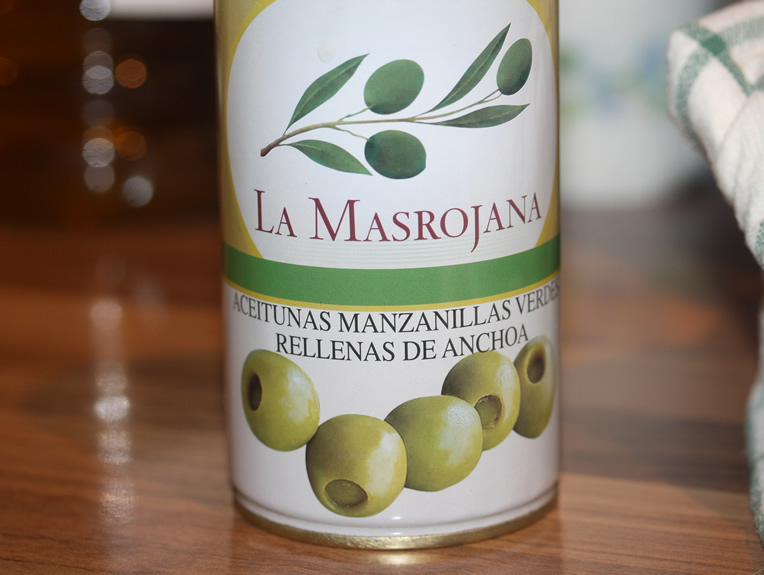 La Masrojana
ACEITUNAS MANZANILLAS VERDES
RELLENAS DE ANCHOA